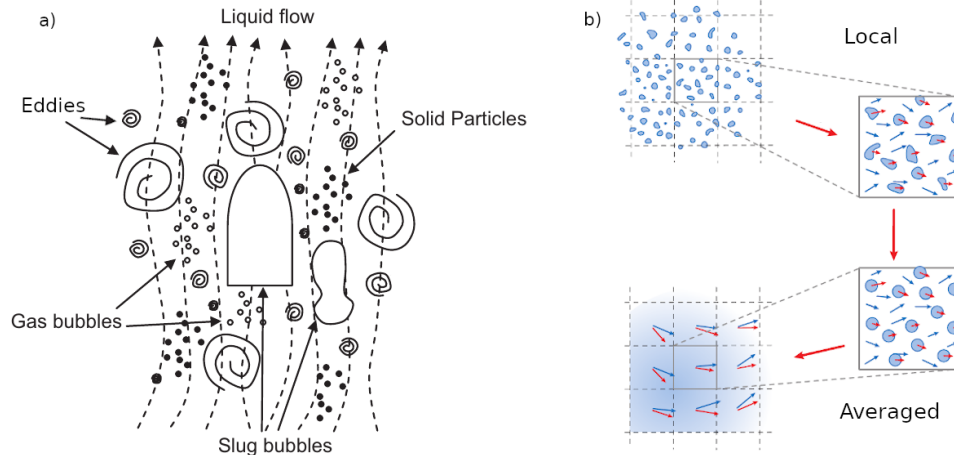 a)
Liquid flow
Eddies
Solid Particles
Gas bubbles
Slug bubbles
b)
Local
Averaged